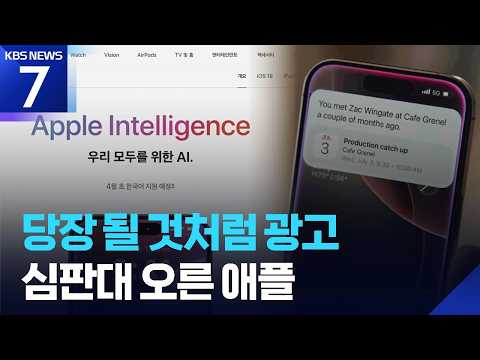 KBS NEWS
7
Watch
Vision
AirPods
TV 및 홈
엔터테인먼트
액세서리
개요
iOS 18
Apple Intelligence
우리 모두를 위한 AI.
4월 초 한국어 지원 예정
5G
You met Zac Wingate at Cafe Grenel
a couple of months ago.
3
Production catch up
Cafe Grenel
당장 될 것처럼 광고
심판대 오른 애플